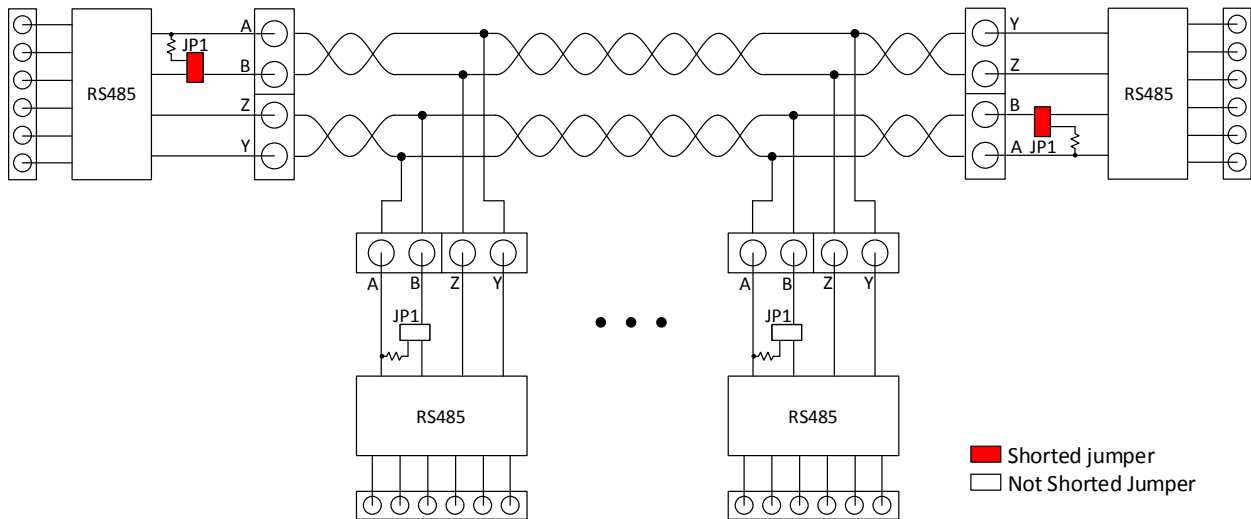 A
JP1
B
RS485
Z
Y
Y
Z
B
RS485
A JP1
A B Z Y
JP1
RS485
A B Z Y
JP1
RS485
Shorted jumper
Not Shorted Jumper